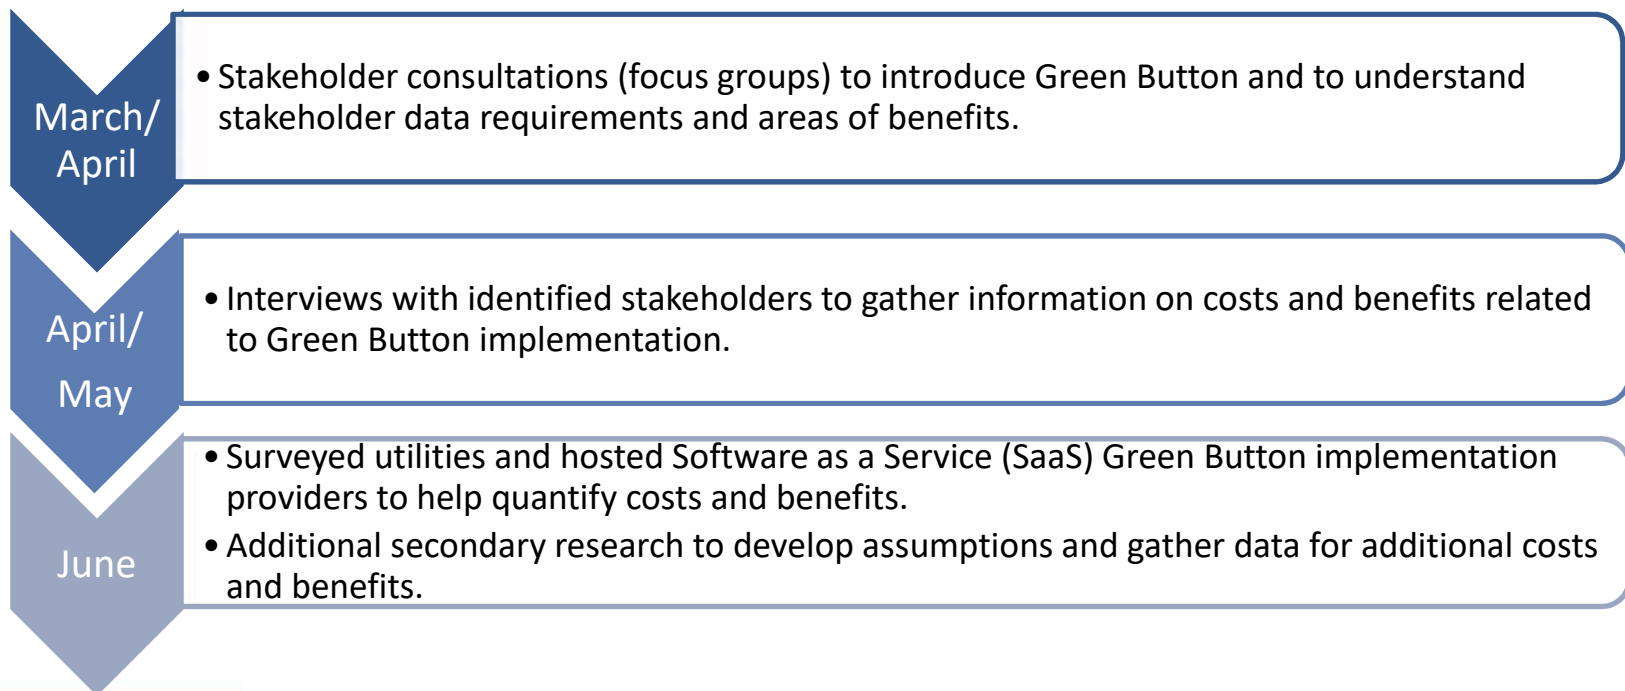 March/
April
• Stakeholder consultations (focus groups) to introduce Green Button and to understand
stakeholder data requirements and areas of benefits.
April/
May
• Interviews with identified stakeholders to gather information on costs and benefits related
to Green Button implementation.
June
• Surveyed utilities and hosted Software as a Service (SaaS) Green Button implementation
providers to help quantify costs and benefits.
• Additional secondary research to develop assumptions and gather data for additional costs
and benefits.